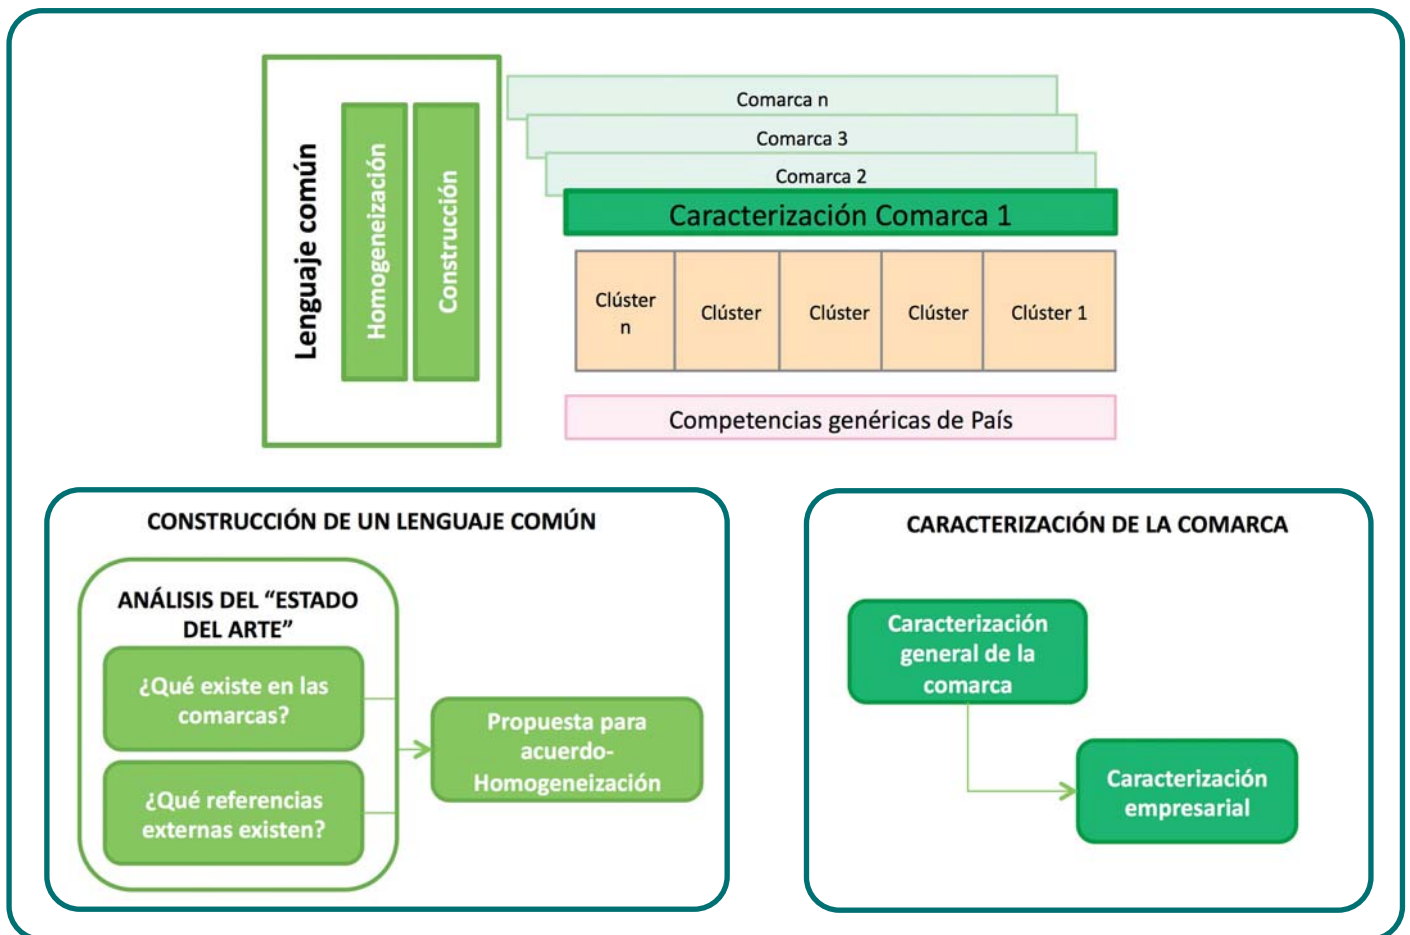 Lenguaje común
Homogeneización
Construcción
Comarca n
Comarca 3
Comarca 2
Caracterización Comarca 1
Clúster
n
Clúster
Clúster
Clúster
Clúster 1
Competencias genéricas de País
CONSTRUCCIÓN DE UN LENGUAJE COMÚN
ANÁLISIS DEL “ESTADO
DEL ARTE”
¿Qué existe en las
comarcas?
¿Qué referencias
externas existen?
Propuesta para
acuerdo-
Homogeneización
CARACTERIZACIÓN DE LA COMARCA
Caracterización
general de la
comarca
Caracterización
empresarial